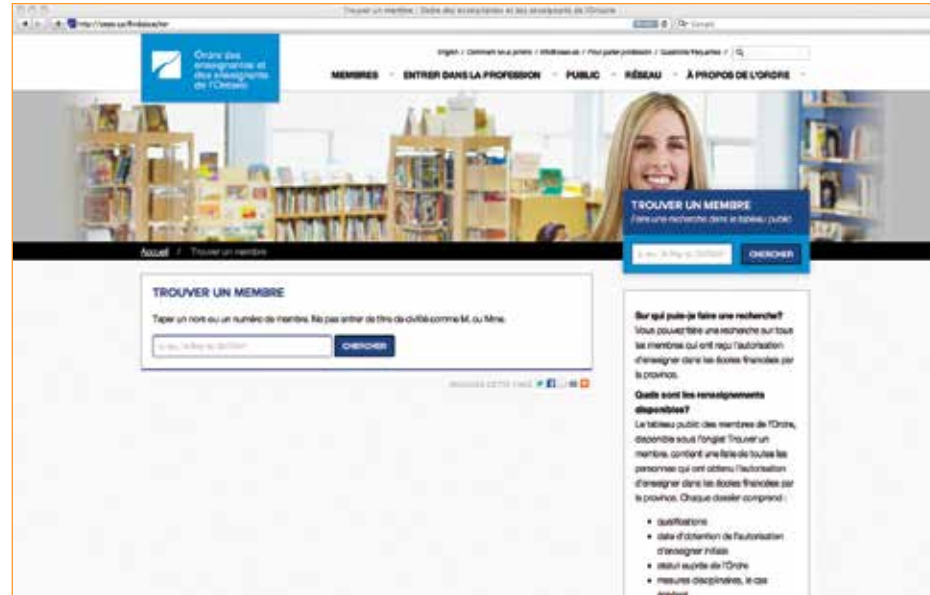 Trouver un membre | Ordre des enseignantes et des enseignants de l'Ontario
Ordre des
enseignantes et
des enseignants
de l'Ontario
English / Comment
Questions fréquentes /
MEMBRES
ENTRER DANS LA PROFESSION
PUBLIC
RÉSEAU
À PROPOS DE L'ORDRE
TROUVER UN MEMBRE
Faire une recherche dans le tableau public
CHERCHER
Accueil / Trouver un membre
TROUVER UN MEMBRE
Taper un nom ou un numéro de membre. Ne pas entrer de titre de civilité comme M. ou Mme.
CHERCHER
CETTE PAGE
Sur qui puis-je faire une recherche?
Vous pouvez faire une recherche sur tous
les membres qui ont reçu l'autorisation
d'enseigner dans les écoles financées par
la province.
Quels sont les renseignements
disponibles?
Le tableau public des membres de l'Ordre,
disponible sous l'onglet Trouver un
membre, contient une liste de toutes les
personnes qui ont obtenu l'autorisation
d'enseigner dans les écoles financées par
la province. Chaque dossier comprend :
• qualifications
• date d'obtention de l'autorisation
d'enseigner initiale
• statut auprès de l'Ordre
• mesures disciplinaires, le cas
échéant